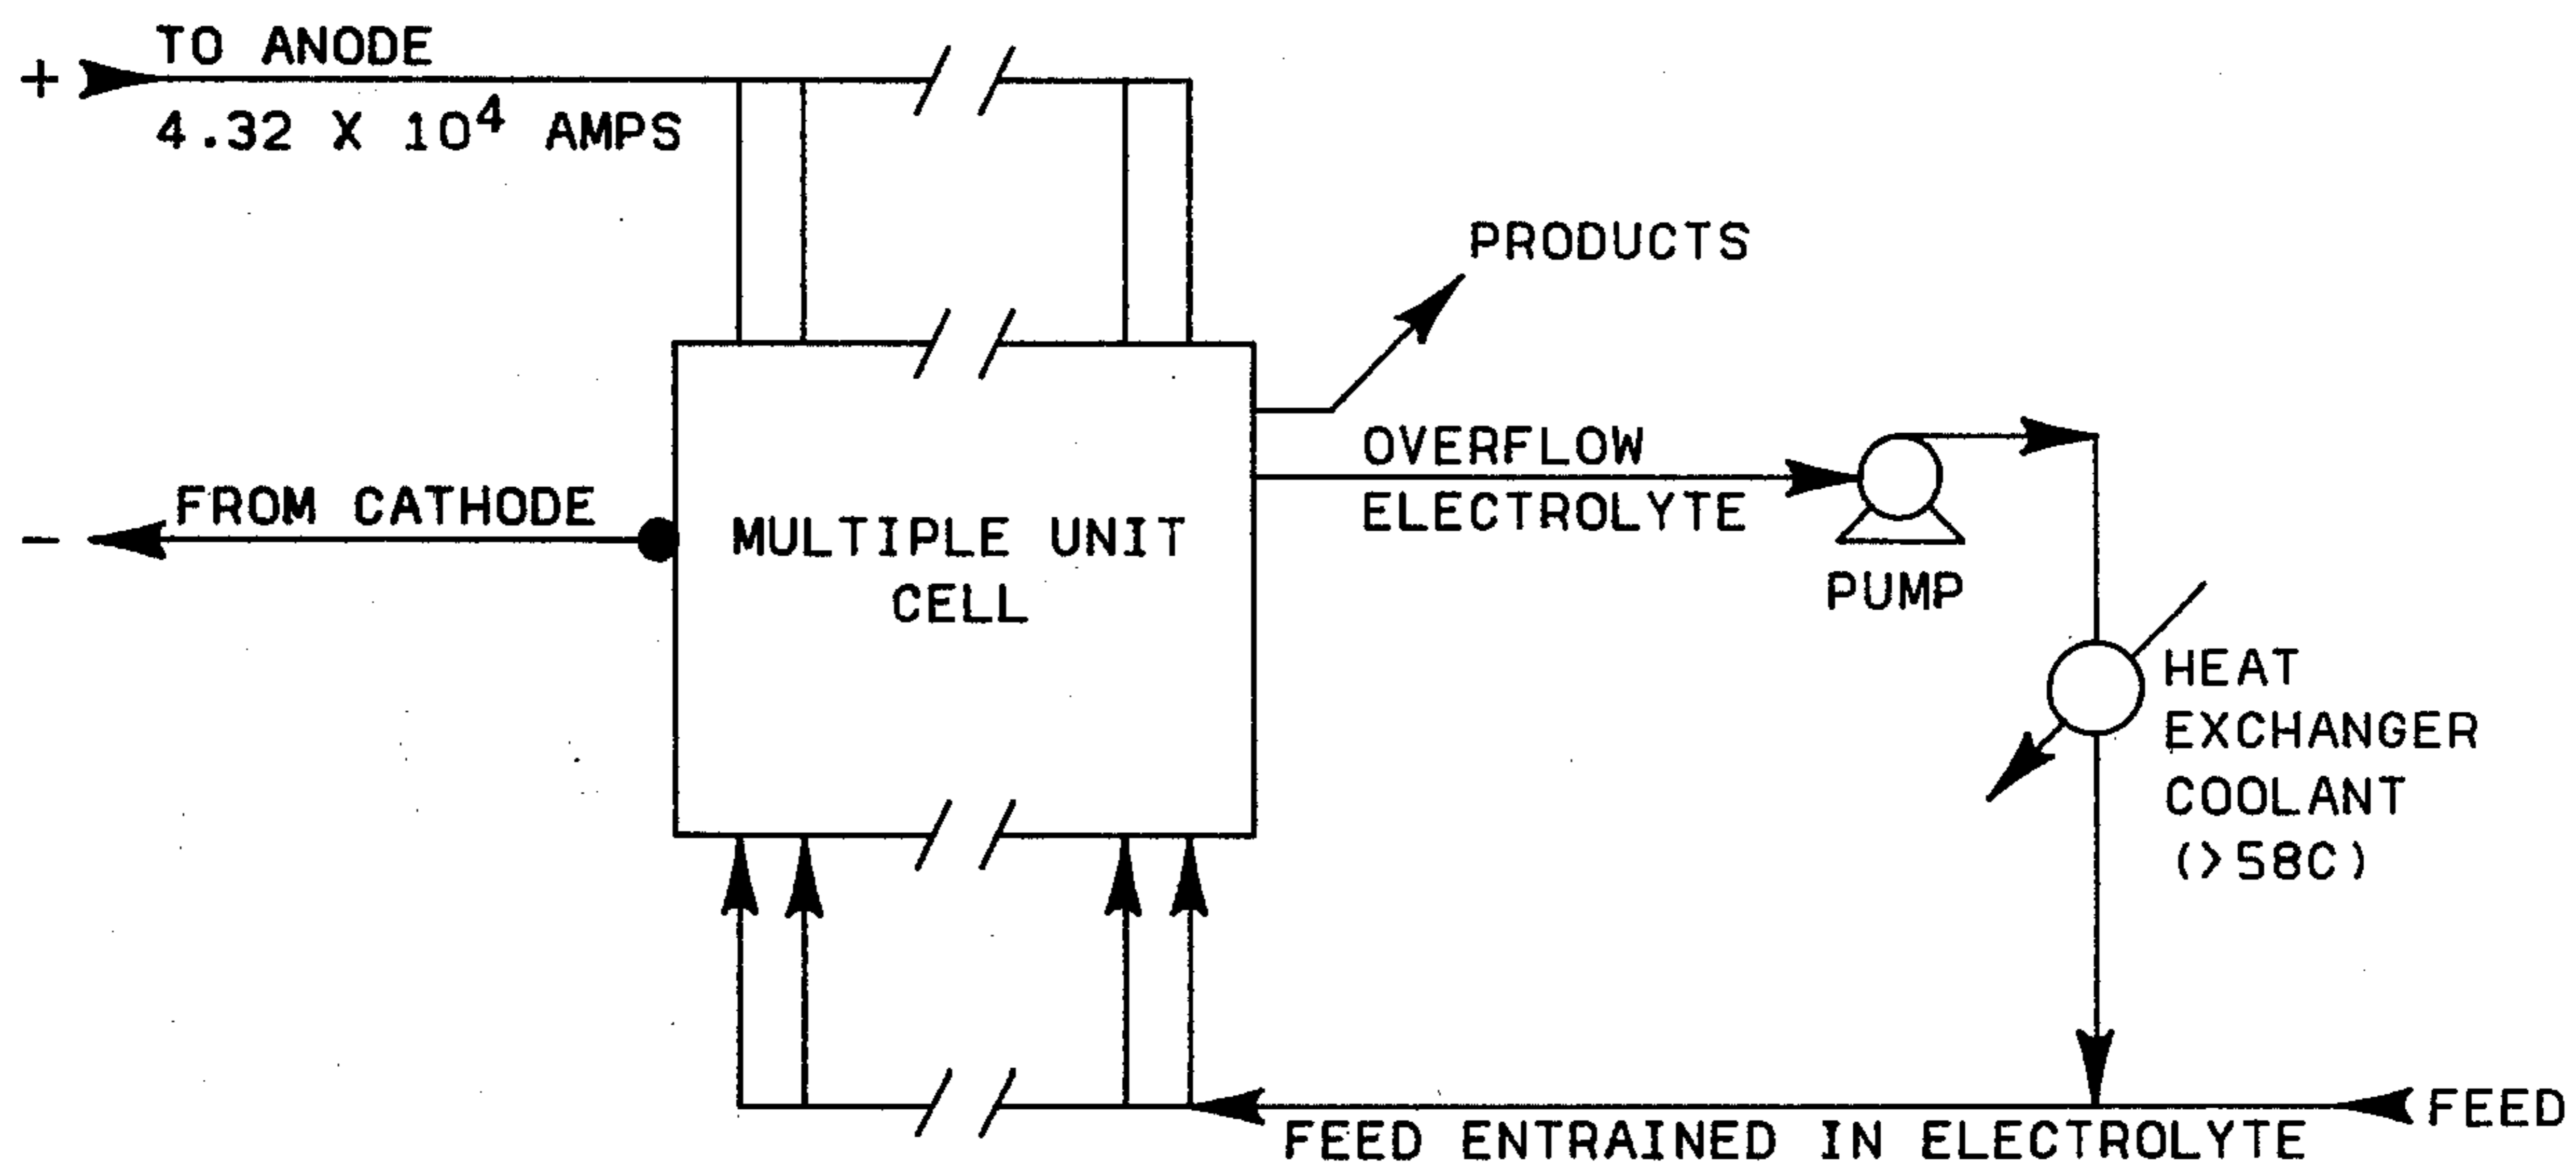 TO ANODE
+
4.32 X 10⁴ AMPS
PRODUCTS
OVERFLOW
ELECTROLYTE
FROM CATHODE
-
MULTIPLE UNIT
CELL
PUMP
HEAT
EXCHANGER
COOLANT
(>58C)
FEED
FEED ENTRAINED IN ELECTROLYTE